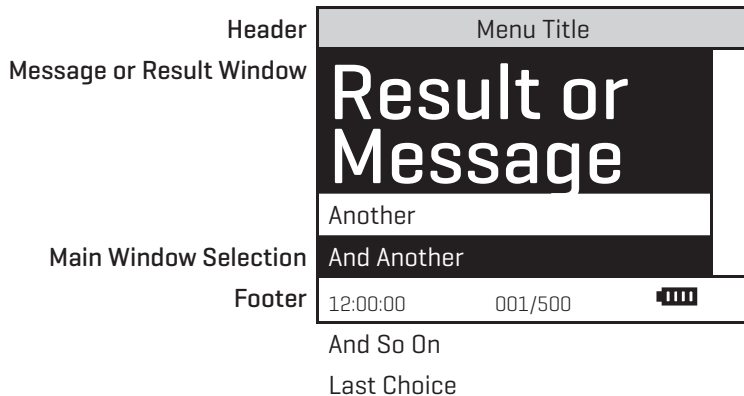 Header
Menu Title
Message or Result Window
Result or
Message
Another
Main Window Selection
And Another
Footer
12:00:00 001/500
And So On
Last Choice